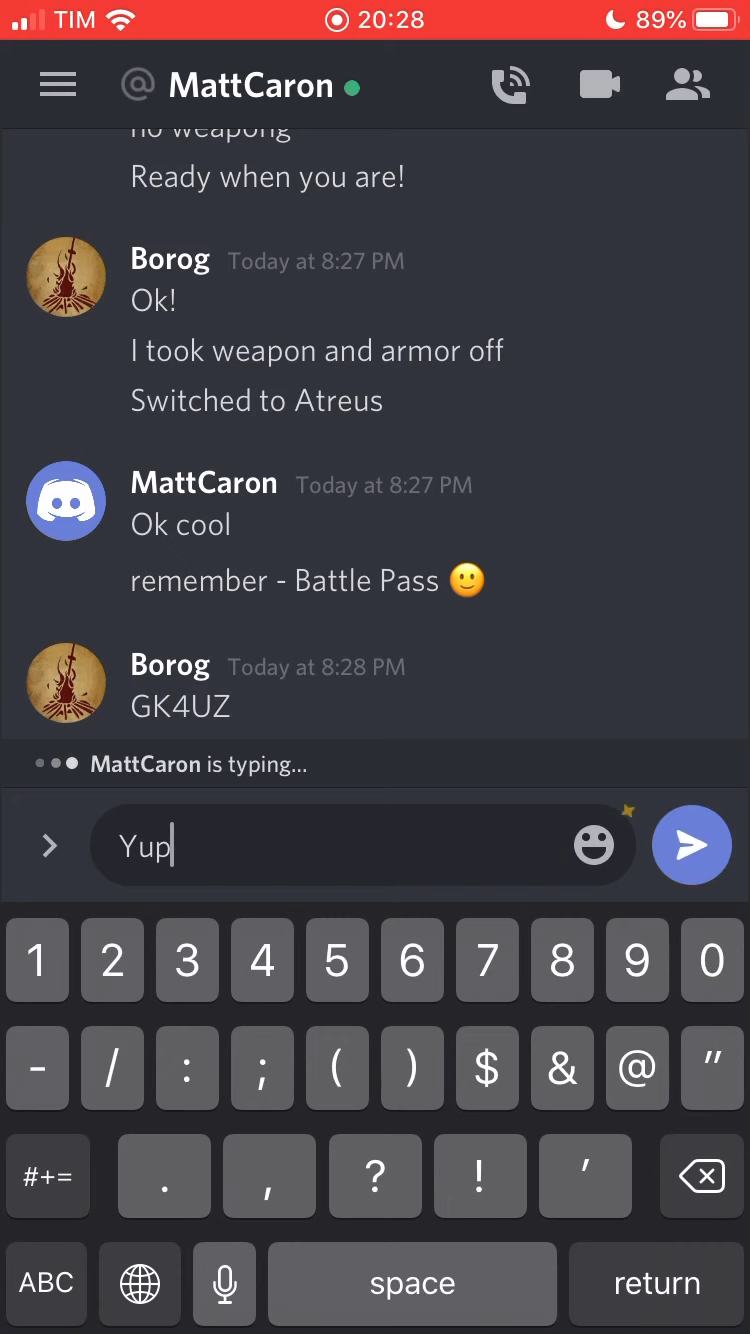 TIM 20:28 89%
@ MattCaron
no weapong
Ready when you are!
Borog Today at 8:27 PM
Ok!
I took weapon and armor off
Switched to Atreus
MattCaron Today at 8:27 PM
Ok cool
remember - Battle Pass 🙂
Borog Today at 8:28 PM
GK4UZ
MattCaron is typing...
Yup
1 2 3 4 5 6 7 8 9 0
- / : ; ( ) $ & @ "
#+= . , ? ! '
ABC space return